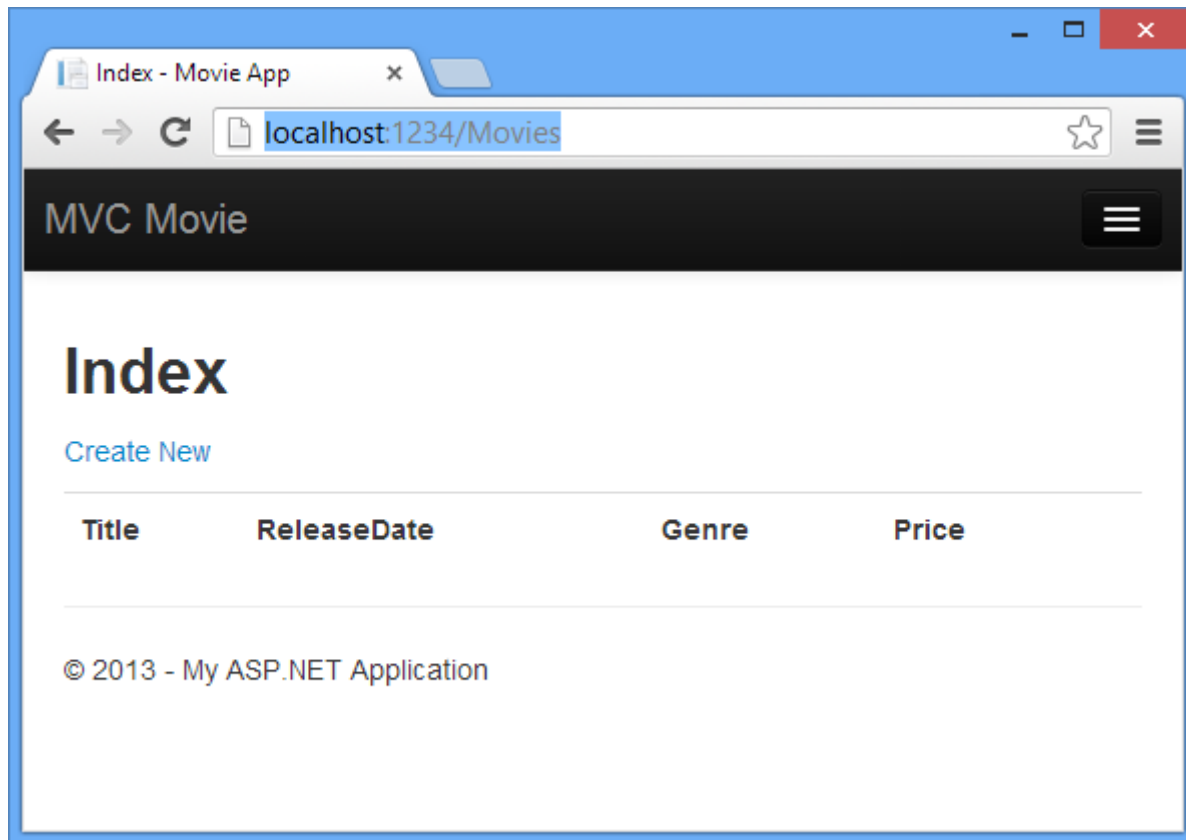 Index - Movie App
localhost:1234/Movies
MVC Movie
Index
Create New
Title ReleaseDate Genre Price
© 2013 - My ASP.NET Application